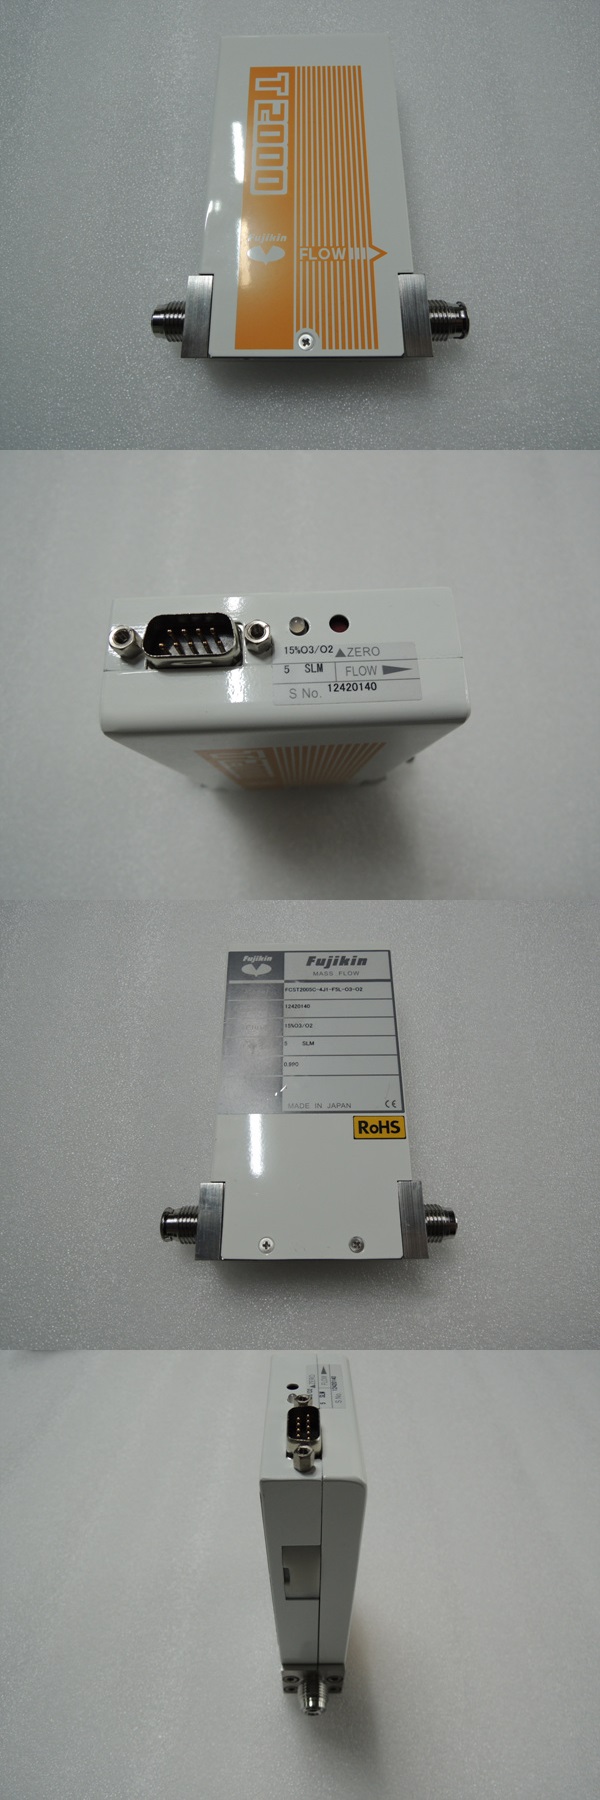 T2000
Fujikin
FLOW
15%O3/O2 ▲ZERO
5 SLM FLOW
S No. 12420140
Fujikin
Fujikin
MASS FLOW
FCST2005C-4J1-F5L-O3-O2
12420140
15%O3/O2
5 SLM
MADE IN JAPAN CE
RoHS